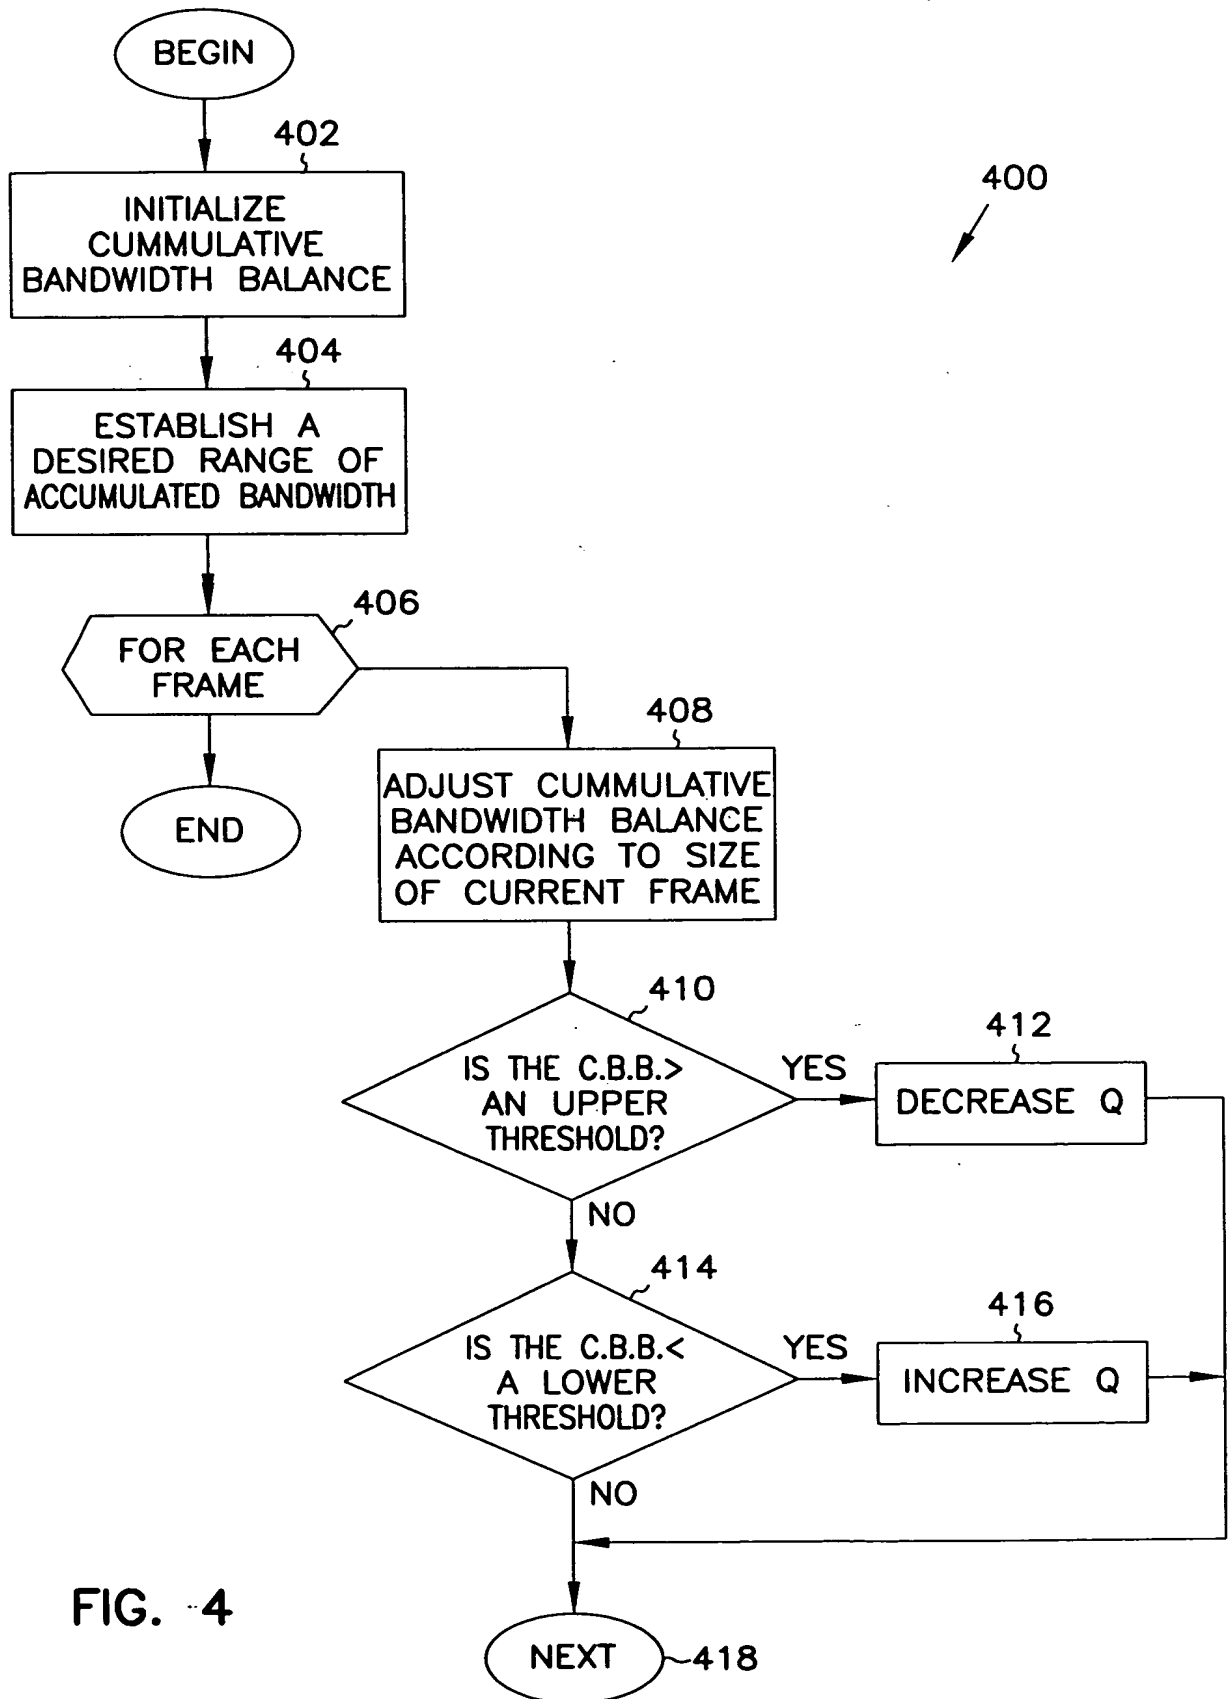 BEGIN
402
INITIALIZE
CUMMULATIVE
BANDWIDTH BALANCE
400
404
ESTABLISH A
DESIRED RANGE OF
ACCUMULATED BANDWIDTH
406
FOR EACH
FRAME
END
408
ADJUST CUMMULATIVE
BANDWIDTH BALANCE
ACCORDING TO SIZE
OF CURRENT FRAME
410
IS THE C.B.B.>
AN UPPER
THRESHOLD?
YES
412
DECREASE Q
NO
414
IS THE C.B.B.<
A LOWER
THRESHOLD?
YES
416
INCREASE Q
NO
FIG. 4
NEXT
418